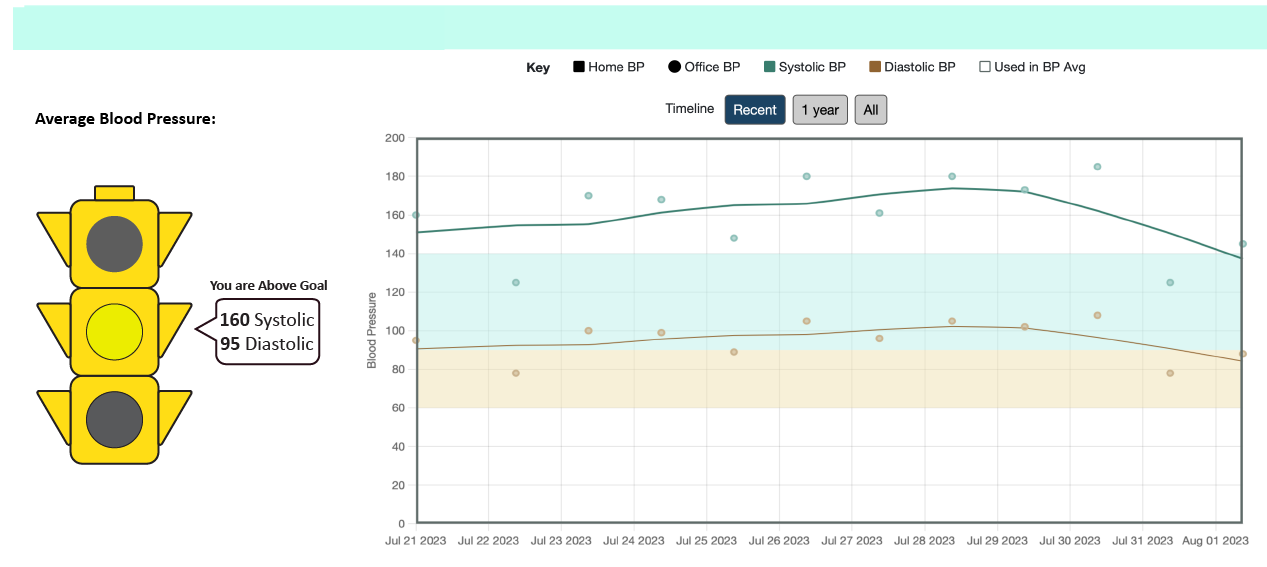 Key Home BP Office BP Systolic BP Diastolic BP Used in BP Avg
Timeline Recent 1 year All
Average Blood Pressure:
You are Above Goal
160 Systolic
95 Diastolic
Blood Pressure
200
180
160
140
120
100
80
60
40
20
0
Jul 21 2023 Jul 22 2023 Jul 23 2023 Jul 24 2023 Jul 25 2023 Jul 26 2023 Jul 27 2023 Jul 28 2023 Jul 29 2023 Jul 30 2023 Jul 31 2023 Aug 01 2023